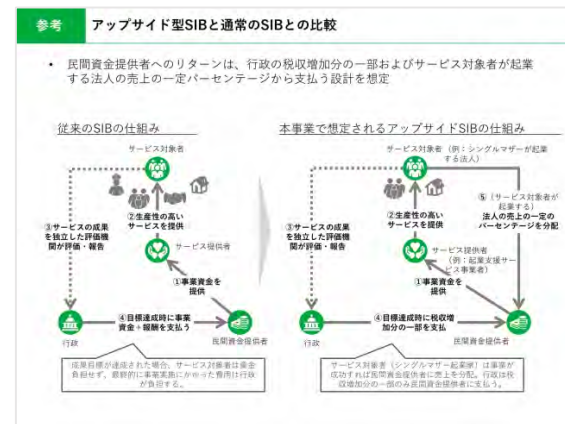 参考 アップサイド型SIBと通常のSIBとの比較
• 民間資金提供者へのリターンは、行政の税収増加分の一部およびサービス対象者が起業
する法人の売上の一定パーセンテージから支払う設計を想定
従来のSIBの仕組み
サービス対象者
②生産性の高い
サービスを提供
③サービスの成果
を独立した評価機
関が評価・報告
サービス提供者
①事業資金を
提供
④目標達成時に事業
資金+報酬を支払う
行政
民間資金提供者
成果目標が達成された場合、サービス対象者は資金
負担せず、最終的に事業実施にかかった費用は行政
が負担する。
本事業で想定されるアップサイドSIBの仕組み
サービス対象者(例:シングルマザーが起業
する法人)
②生産性の高い
サービスを提供
⑤(サービス対象者が
起業する)
法人の売上の一定の
パーセンテージを分配
③サービスの成果
を独立した評価機
関が評価・報告
サービス提供者
(例:起業支援サー
ビス事業者)
①事業資金を
提供
④目標達成時に税収増
加分の一部を支払
行政
民間資金提供者
サービス対象者(シングルマザー起業家)は事業が
成功すれば民間資金提供者に売上を分配。行政は税
収増加分の一部のみ民間資金提供者に支払う。